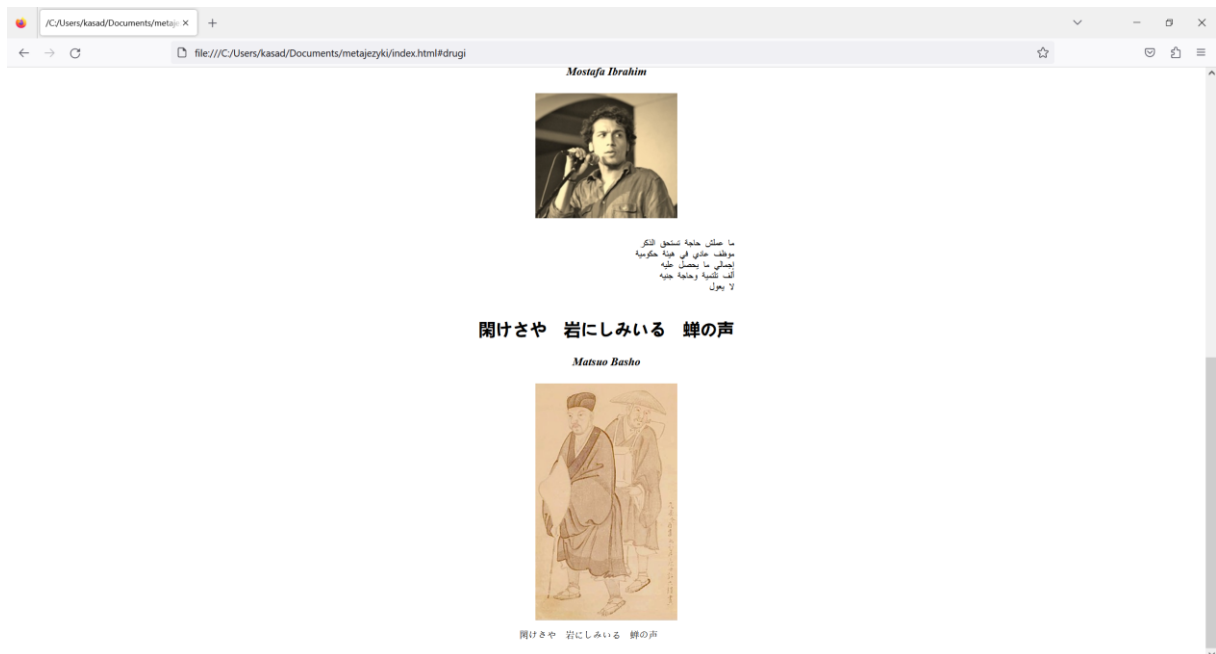 /C:/Users/kasad/Documents/metaje
file:///C:/Users/kasad/Documents/metajezyki/index.html#drugi
Mostafa Ibrahim
ما عملش حاجة تستحق الذكر
موظف عادي في هيئة حكومية
إجمالي ما يحصل عليه
ألف تلتمية وحاجة جنيه
لا يعول
閑けさや 岩にしみいる 蝉の声
Matsuo Basho
閑けさや 岩にしみいる 蝉の声